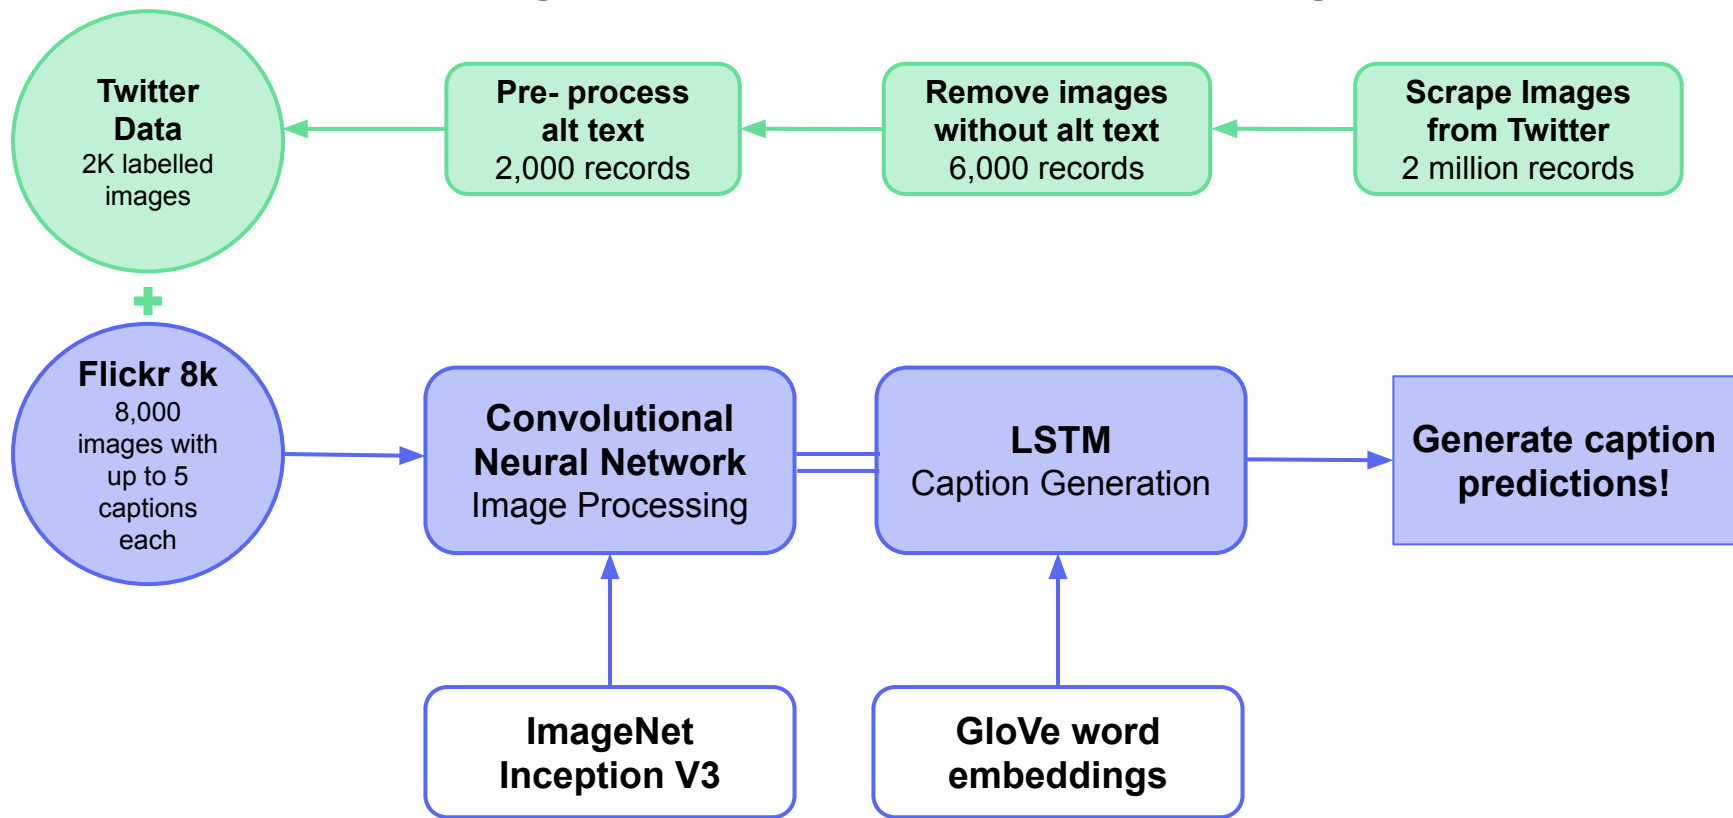 Twitter
Data
2K labelled
images
Pre- process
alt text
2,000 records
Remove images
without alt text
6,000 records
Scrape Images
from Twitter
2 million records
Flickr 8k
8,000
images with
up to 5
captions
each
Convolutional
Neural Network
Image Processing
LSTM
Caption Generation
Generate caption
predictions!
ImageNet
Inception V3
GloVe word
embeddings